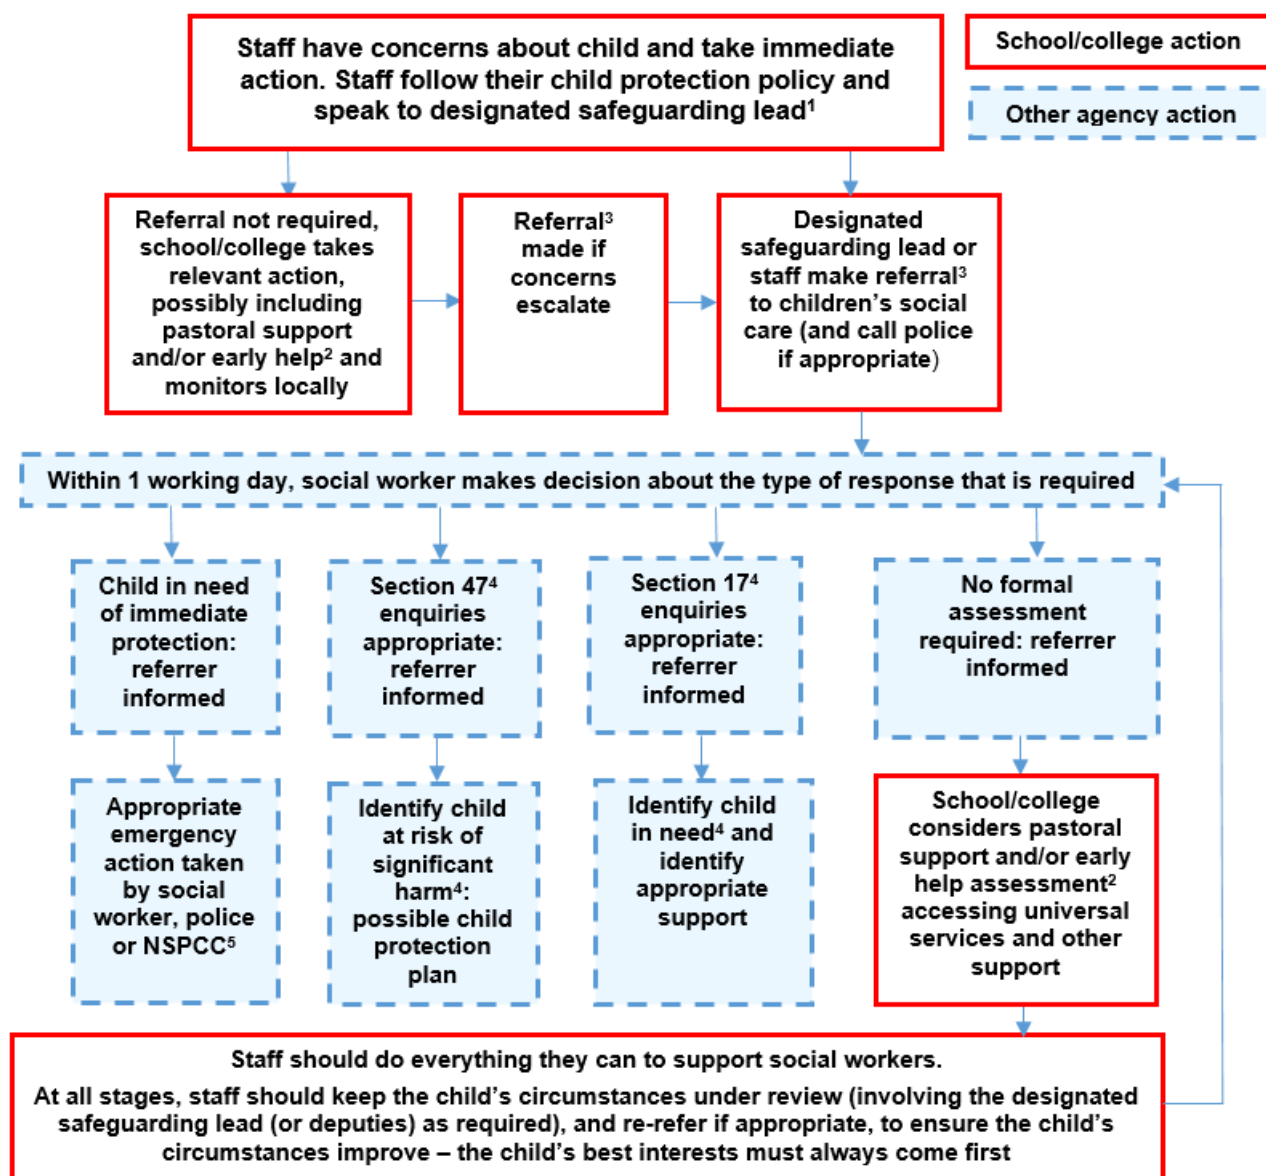 Staff have concerns about child and take immediate
action. Staff follow their child protection policy and
speak to designated safeguarding lead¹
School/college action
Other agency action
Referral not required,
school/college takes
relevant action,
possibly including
pastoral support
and/or early help² and
monitors locally
Referral³
made if
concerns
escalate
Designated
safeguarding lead or
staff make referral³
to children’s social
care (and call police
if appropriate)
Within 1 working day, social worker makes decision about the type of response that is required
Child in need
of immediate
protection:
referrer
informed
Section 47⁴
enquiries
appropriate:
referrer
informed
Section 17⁴
enquiries
appropriate:
referrer
informed
No formal
assessment
required: referrer
informed
Appropriate
emergency
action taken
by social
worker, police
or NSPCC⁵
Identify child
at risk of
significant
harm⁴:
possible child
protection
plan
Identify child
in need⁴ and
identify
appropriate
support
School/college
considers pastoral
support and/or early
help assessment²
accessing universal
services and other
support
Staff should do everything they can to support social workers.
At all stages, staff should keep the child’s circumstances under review (involving the designated
safeguarding lead (or deputies) as required), and re-refer if appropriate, to ensure the child’s
circumstances improve – the child’s best interests must always come first